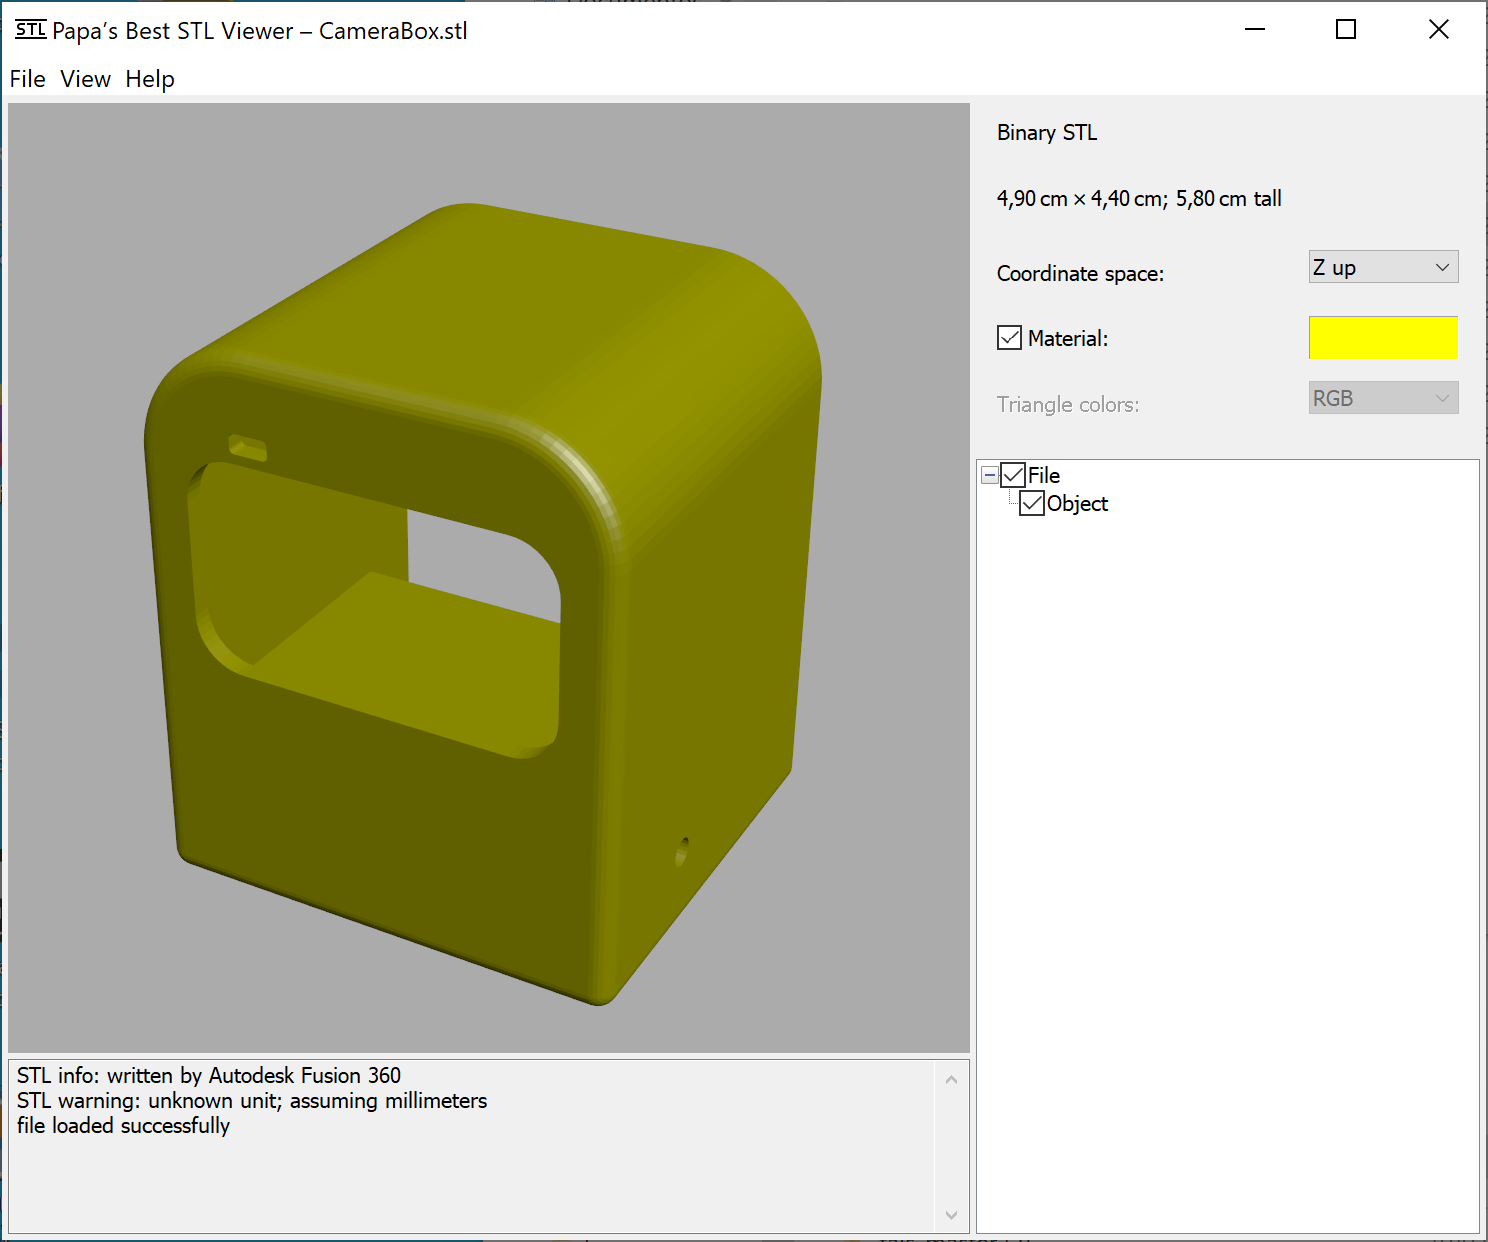 STL Papa’s Best STL Viewer – CameraBox.stl
File View Help
Binary STL
4,90 cm × 4,40 cm; 5,80 cm tall
Coordinate space: Z up
Material:
Triangle colors: RGB
File
Object
STL info: written by Autodesk Fusion 360
STL warning: unknown unit; assuming millimeters
file loaded successfully